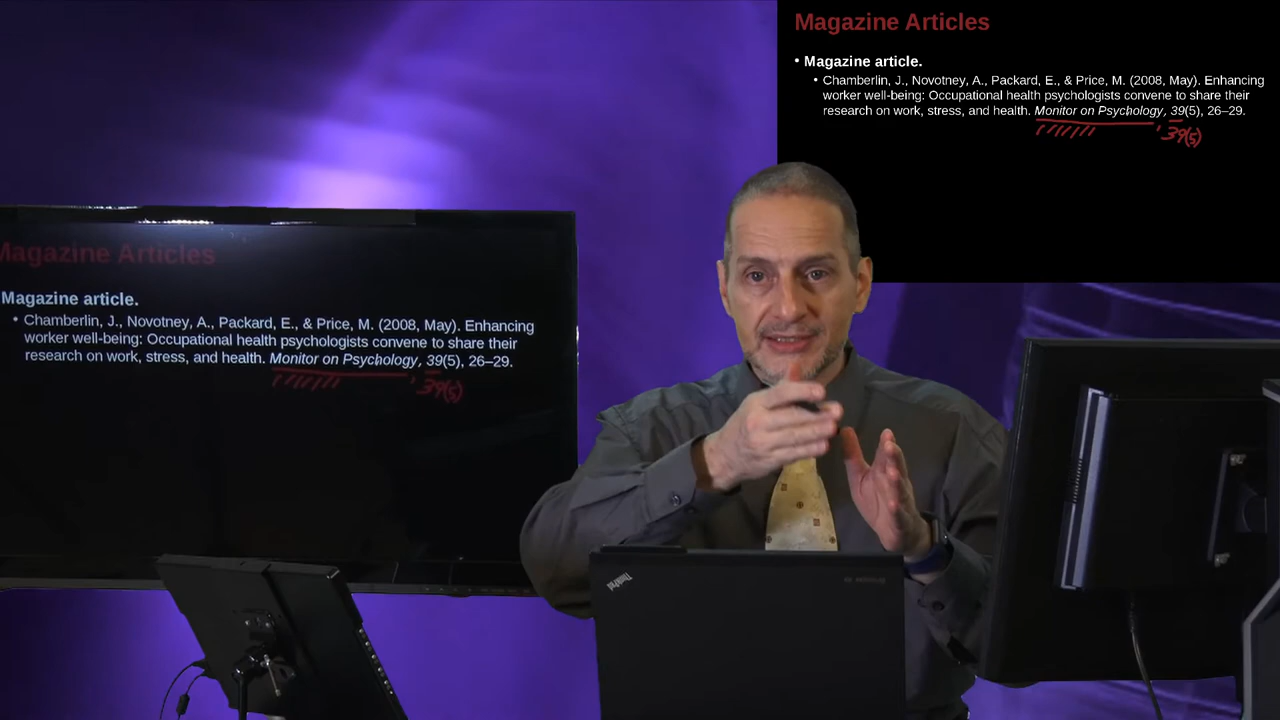 Magazine Articles
• Magazine article.
• Chamberlin, J., Novotney, A., Packard, E., & Price, M. (2008, May). Enhancing
worker well-being: Occupational health psychologists convene to share their
research on work, stress, and health. Monitor on Psychology, 39(5), 26–29.
, 39(5)
Magazine Articles
Magazine article.
• Chamberlin, J., Novotney, A., Packard, E., & Price, M. (2008, May). Enhancing
worker well-being: Occupational health psychologists convene to share their
research on work, stress, and health. Monitor on Psychology, 39(5), 26–29.
, 39(5)
ThinkPad